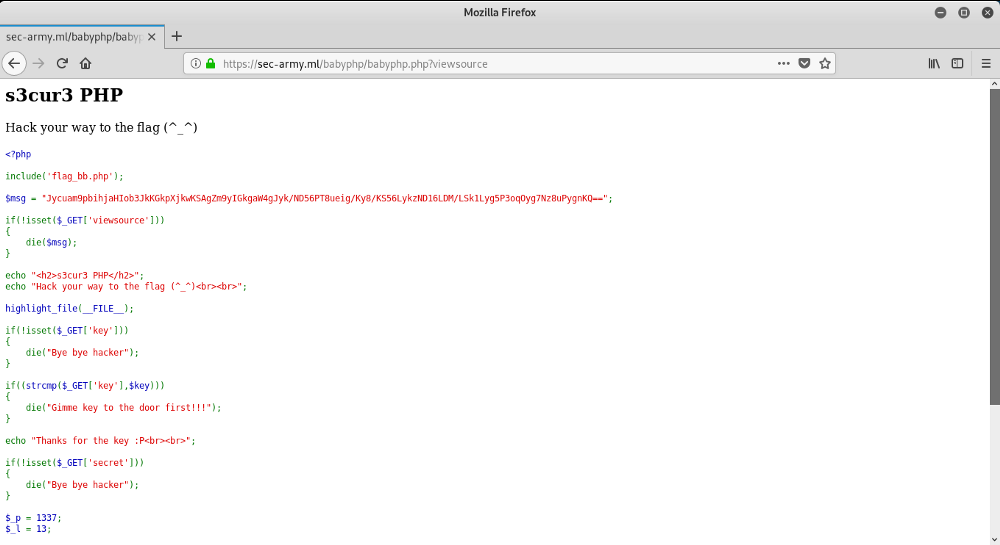 Mozilla Firefox
sec-army.ml/babyphp/babyp
https://sec-army.ml/babyphp/babyphp.php?viewsource
s3cur3 PHP
Hack your way to the flag (^_^)
<?php
include('flag_bb.php');
$msg = "Jycuam9pbihjaHIob3JkKGkpXjkwKSAgZm9yIGkgaW4gJyk/ND56PT8ueig/Ky8/KS56LykzND16LDM/LSk1Lyg5P3oqOyg7Nz8uPygnKQ==";
if(!isset($_GET['viewsource']))
{
    die($msg);
}
echo "<h2>s3cur3 PHP</h2>";
echo "Hack your way to the flag (^_^)<br><br>";
highlight_file(__FILE__);
if(!isset($_GET['key']))
{
    die("Bye bye hacker");
}
if((strcmp($_GET['key'],$key)))
{
    die("Gimme key to the door first!!!");
}
echo "Thanks for the key :P<br><br>";
if(!isset($_GET['secret']))
{
    die("Bye bye hacker");
}
$_p = 1337;
$_l = 13;